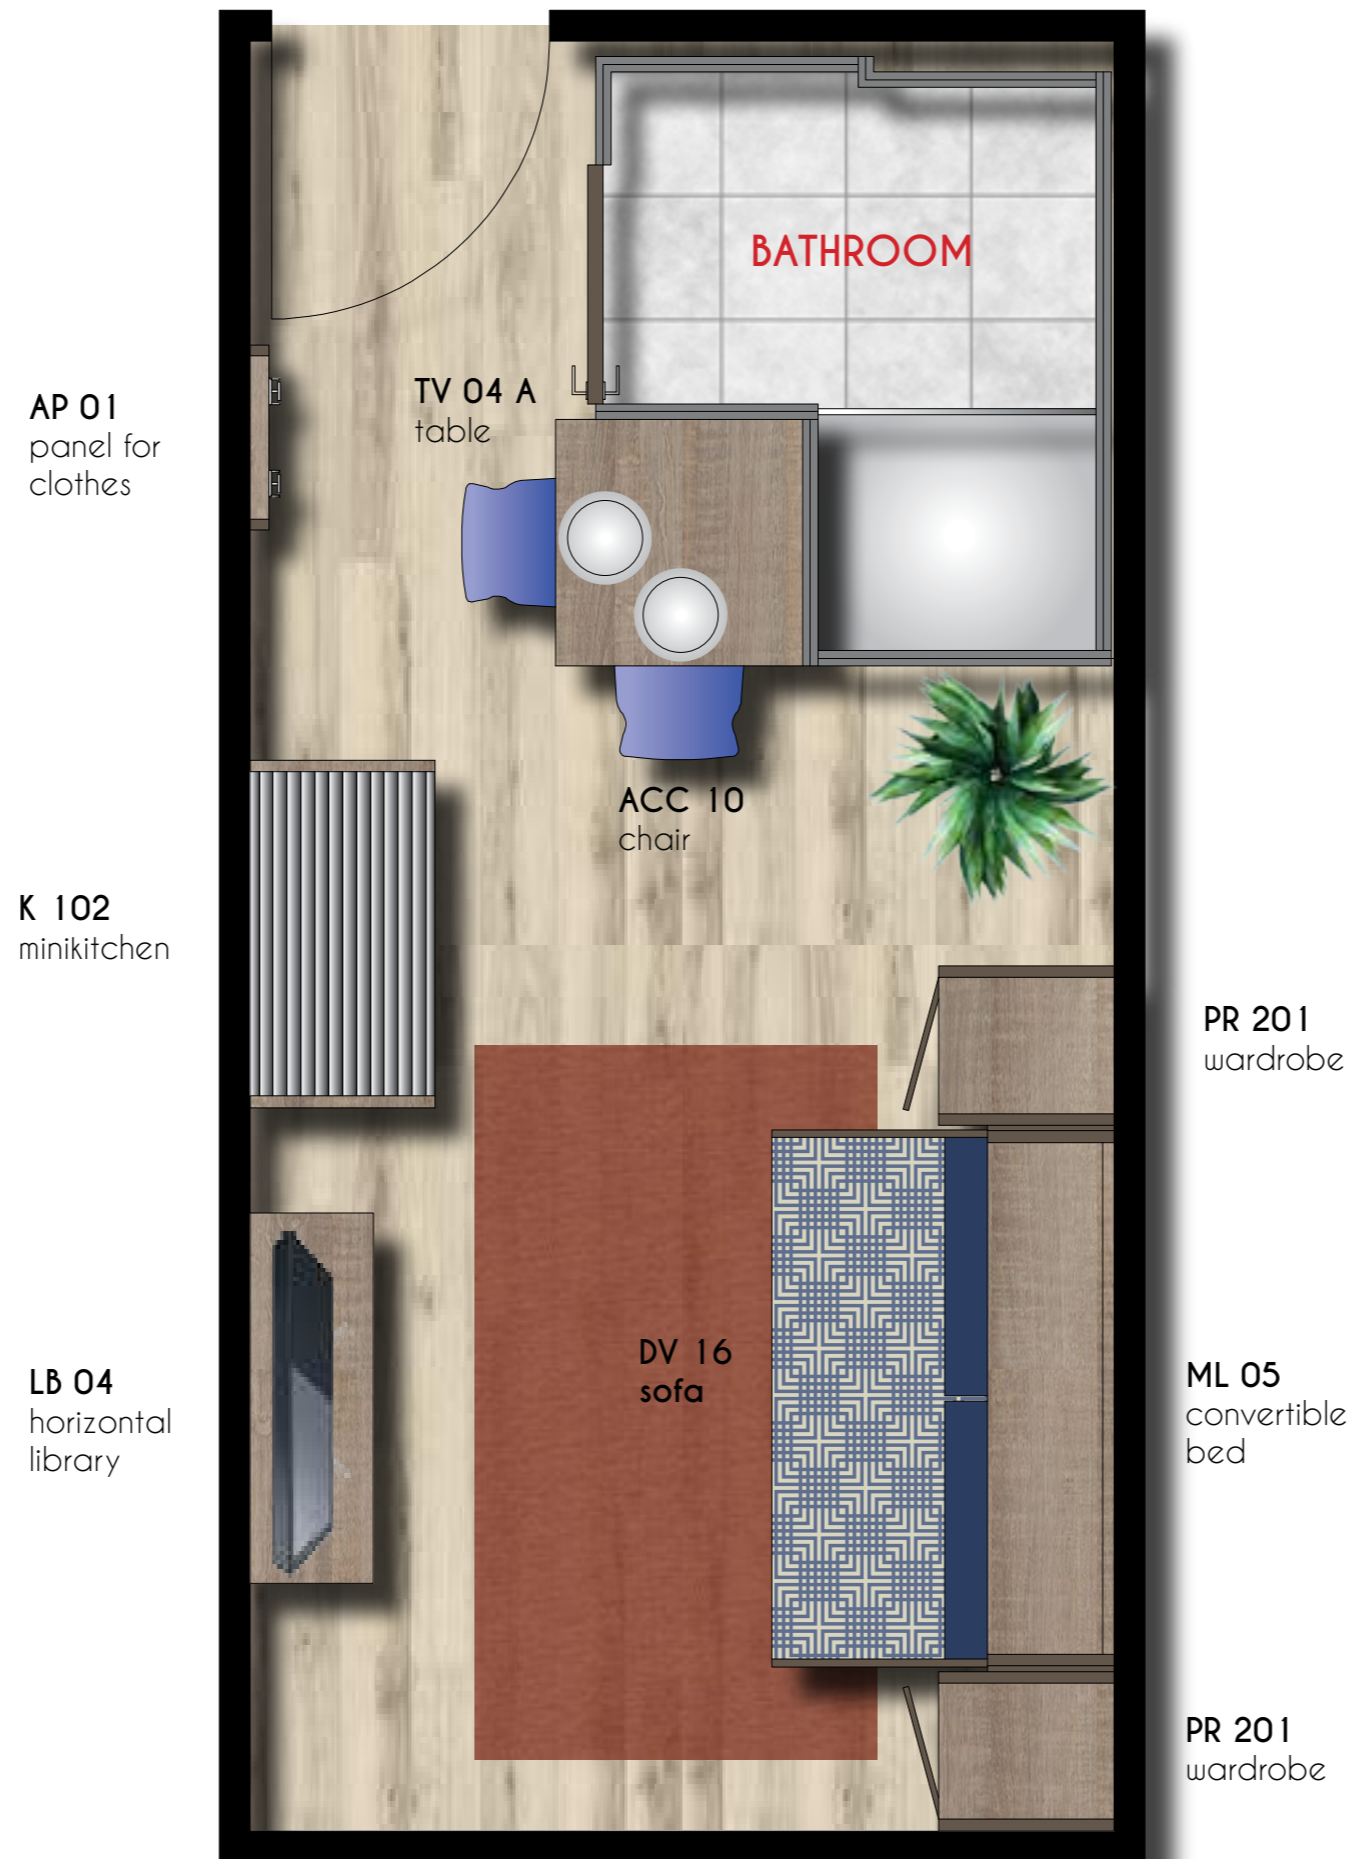 BATHROOM
TV 04 A
table
AP 01
panel for
clothes
ACC 10
chair
K 102
minikitchen
PR 201
wardrobe
DV 16
sofa
LB 04
horizontal
library
ML 05
convertible
bed
PR 201
wardrobe